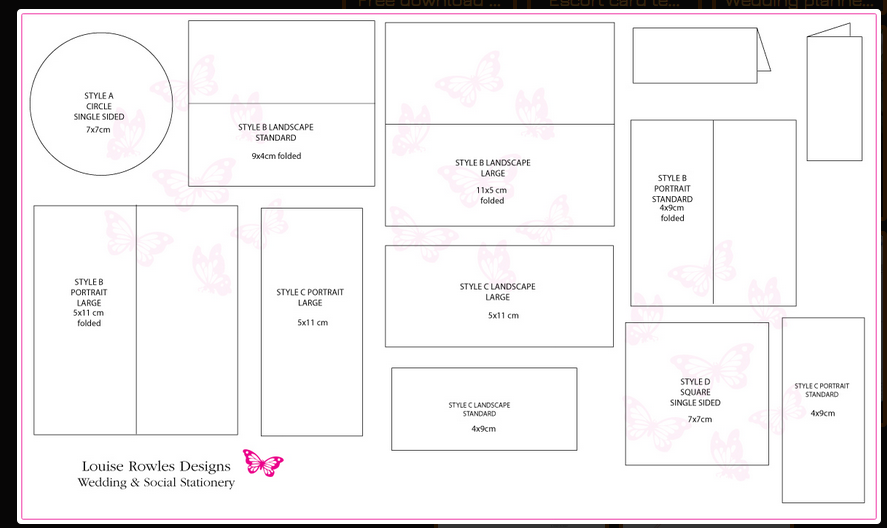 Free download ...
Escort card te...
Wedding planne...
STYLE A
CIRCLE
SINGLE SIDED
7x7cm
STYLE B LANDSCAPE
STANDARD
9x4cm folded
STYLE B LANDSCAPE
LARGE
11x5 cm
folded
STYLE B
PORTRAIT
STANDARD
4x9cm
folded
STYLE B
PORTRAIT
LARGE
5x11 cm
folded
STYLE C PORTRAIT
LARGE
5x11 cm
STYLE C LANDSCAPE
LARGE
5x11 cm
STYLE C LANDSCAPE
STANDARD
4x9cm
STYLE D
SQUARE
SINGLE SIDED
7x7cm
STYLE C PORTRAIT
STANDARD
4x9cm
Louise Rowles Designs
Wedding & Social Stationery